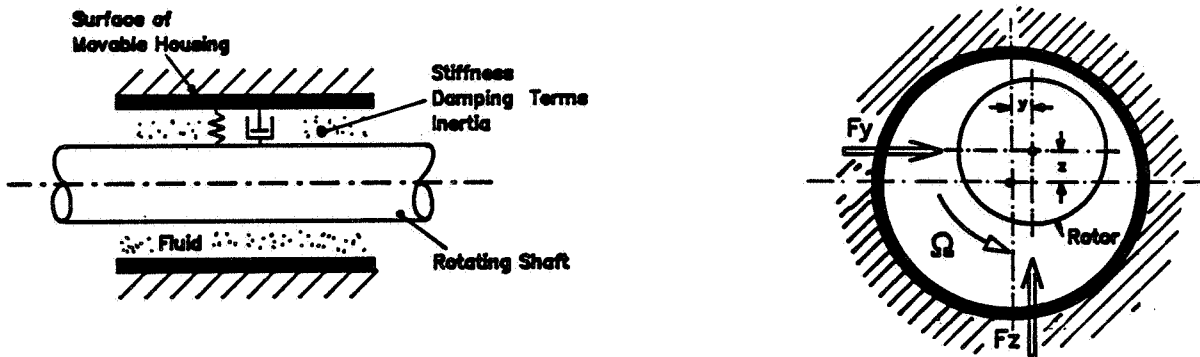 Surface of
Movable Housing
Stiffness
Damping Terms
Inertia
Fluid
Rotating Shaft
y
Fy
z
Ω
Rotor
Fz